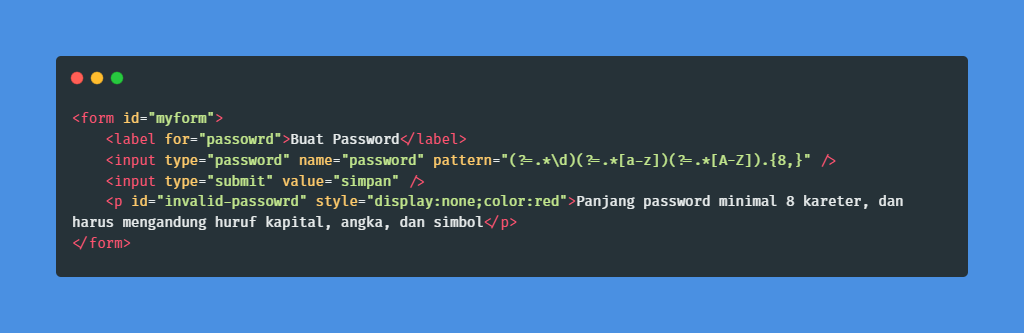 <form id="myform">
    <label for="passowrd">Buat Password</label>
    <input type="password" name="password" pattern="(?=.*\d)(?=.*[a-z])(?=.*[A-Z]).{8,}" />
    <input type="submit" value="simpan" />
    <p id="invalid-passowrd" style="display:none;color:red">Panjang password minimal 8 kareter, dan
harus mengandung huruf kapital, angka, dan simbol</p>
</form>